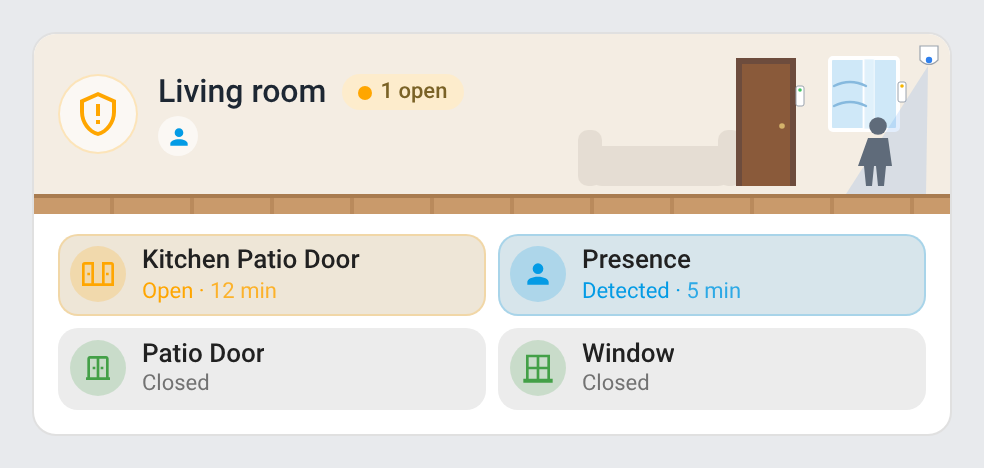 Living room
1 open
Kitchen Patio Door
Open · 12 min
Presence
Detected · 5 min
Patio Door
Closed
Window
Closed